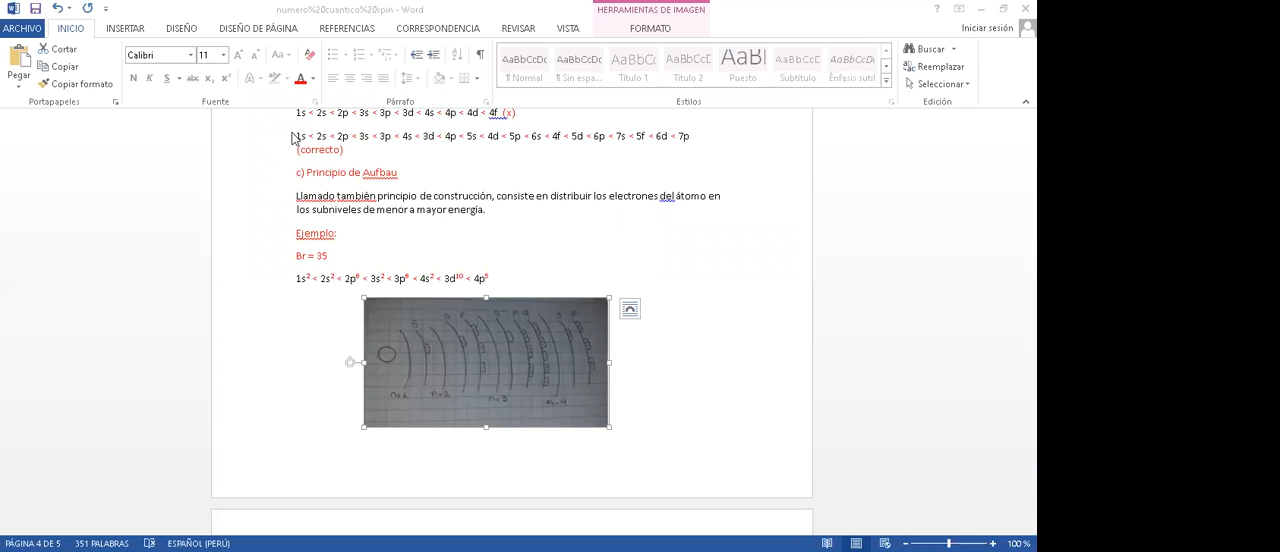 numero%20cuantico%20spin - Word
HERRAMIENTAS DE IMAGEN
ARCHIVO INICIO INSERTAR DISEÑO DISEÑO DE PÁGINA REFERENCIAS CORRESPONDENCIA REVISAR VISTA FORMATO
Iniciar sesión
Pegar
Cortar
Copiar
Copiar formato
Portapapeles
Calibri 11
N K S abc x₂ x²
Fuente
Párrafo
AaBbCcDc AaBbCcDc AaBbCc AaBbCcD AaBl AaBbCcD AaBbCcDc
¶ Normal ¶ Sin espa... Título 1 Título 2 Puesto Subtítulo Énfasis sutil
Estilos
Buscar
Reemplazar
Seleccionar
Edición
1s < 2s < 2p < 3s < 3p < 3d < 4s < 4p < 4d < 4f (x)
1s < 2s < 2p < 3s < 3p < 4s < 3d < 4p < 5s < 4d < 5p < 6s < 4f < 5d < 6p < 7s < 5f < 6d < 7p
(correcto)
c) Principio de Aufbau
Llamado también principio de construcción, consiste en distribuir los electrones del átomo en
los subniveles de menor a mayor energía.
Ejemplo:
Br = 35
1s² < 2s² < 2p⁶ < 3s² < 3p⁶ < 4s² < 3d¹⁰ < 4p⁵
S S P S P d S P
n=1 n=2 n=3 n=4
PÁGINA 4 DE 5 351 PALABRAS ESPAÑOL (PERÚ) 100 %